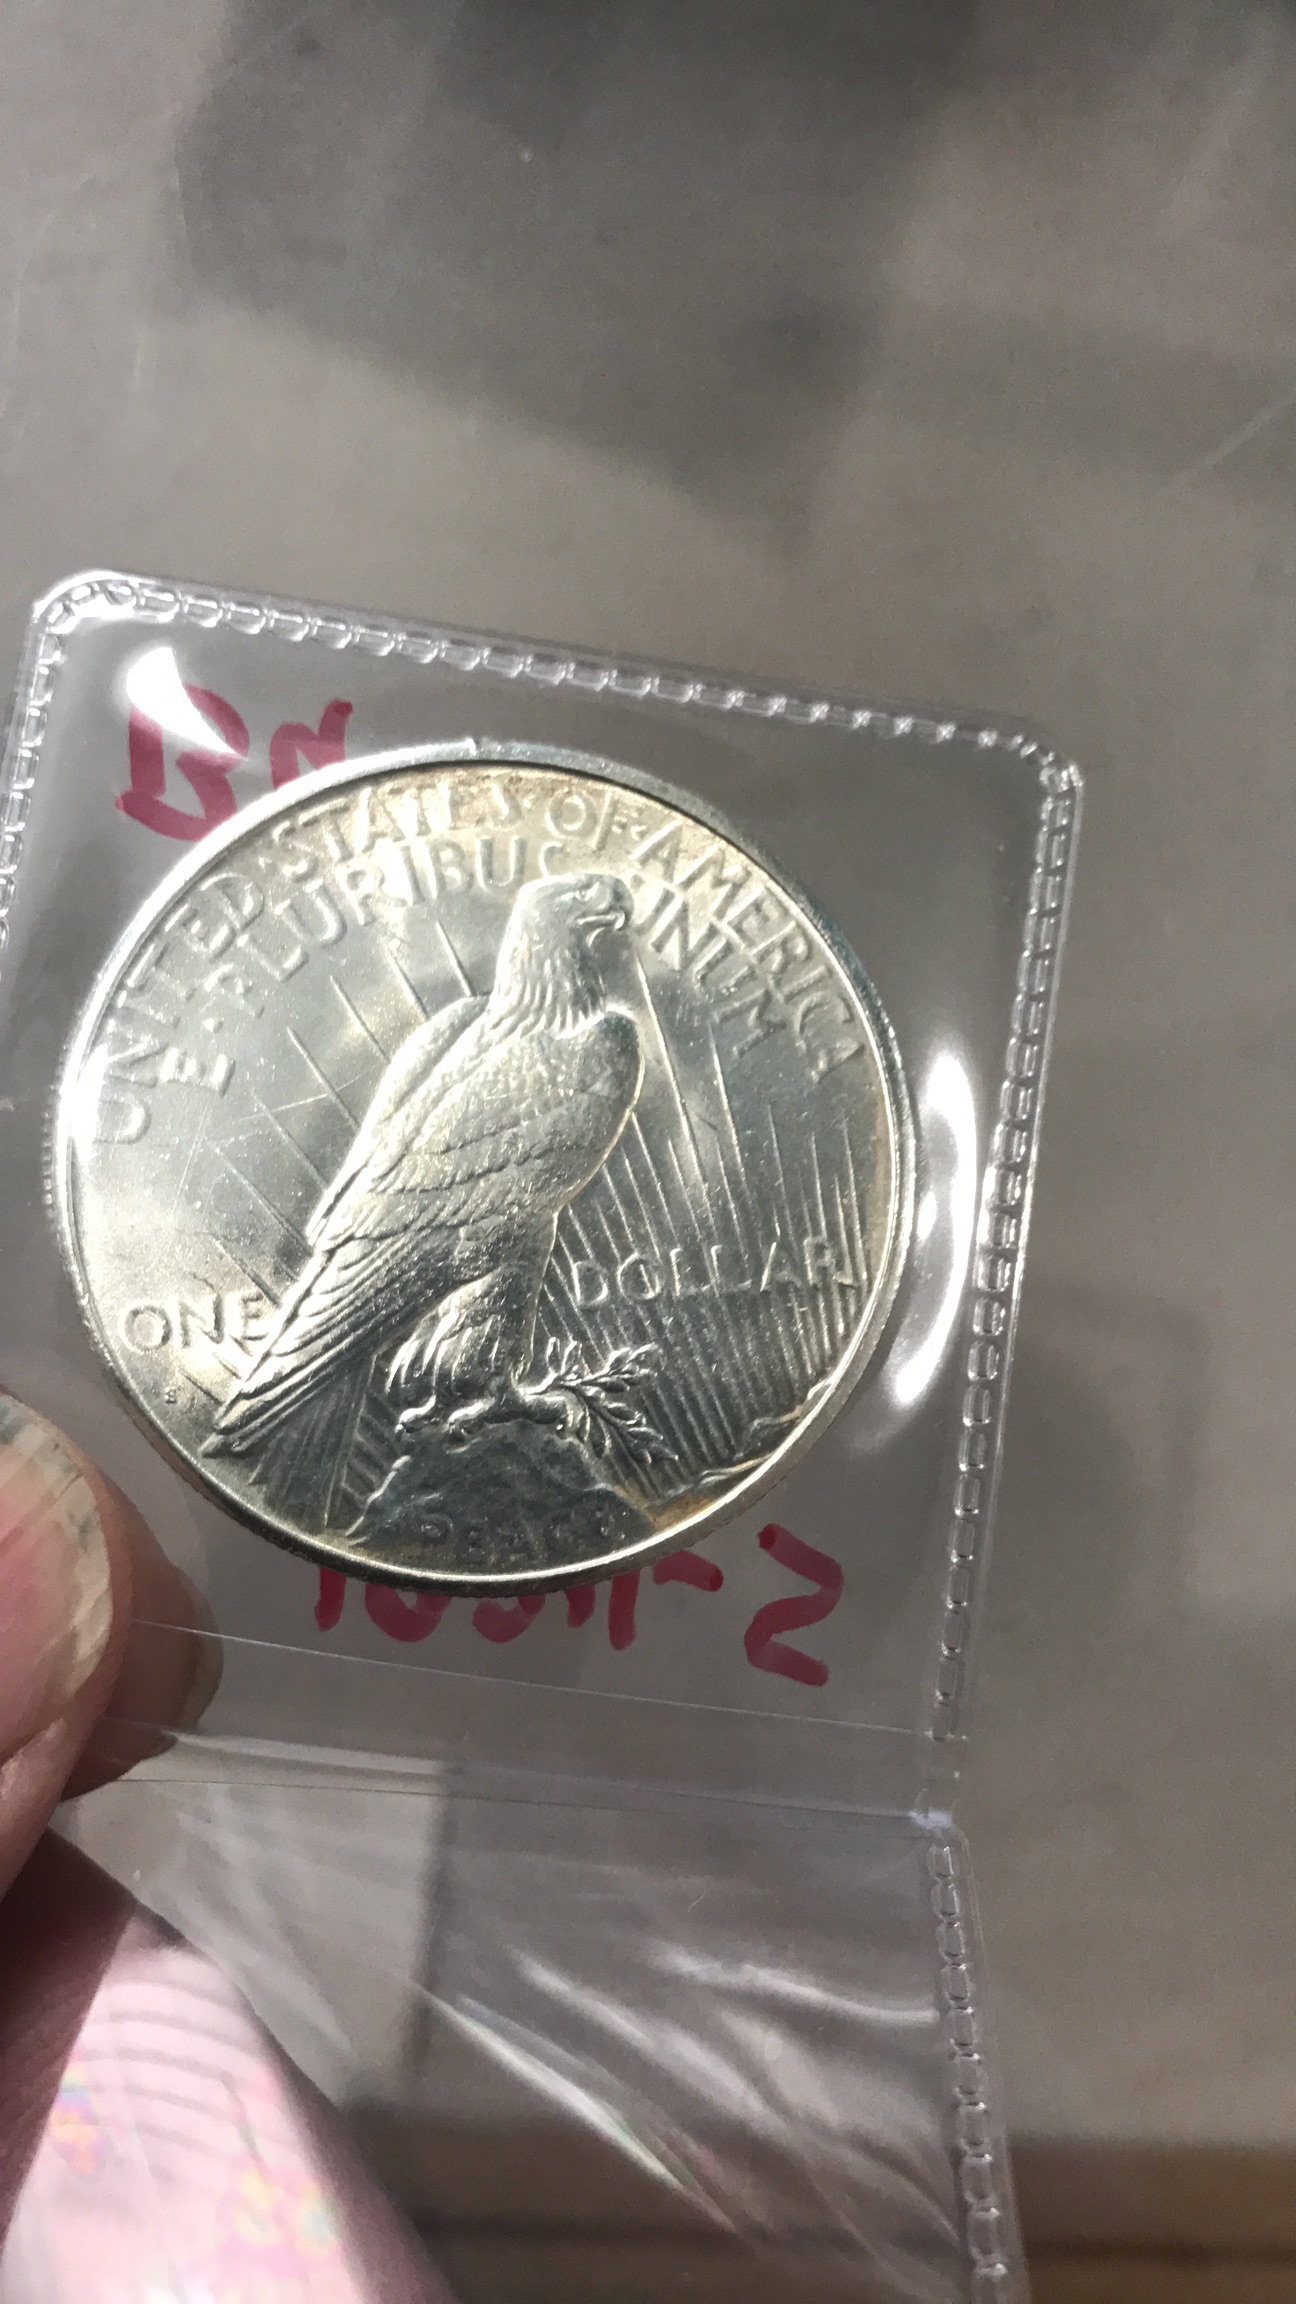 UNITED STATES OF AMERICA
E PLURIBUS UNUM
ONE DOLLAR
S
PEACE